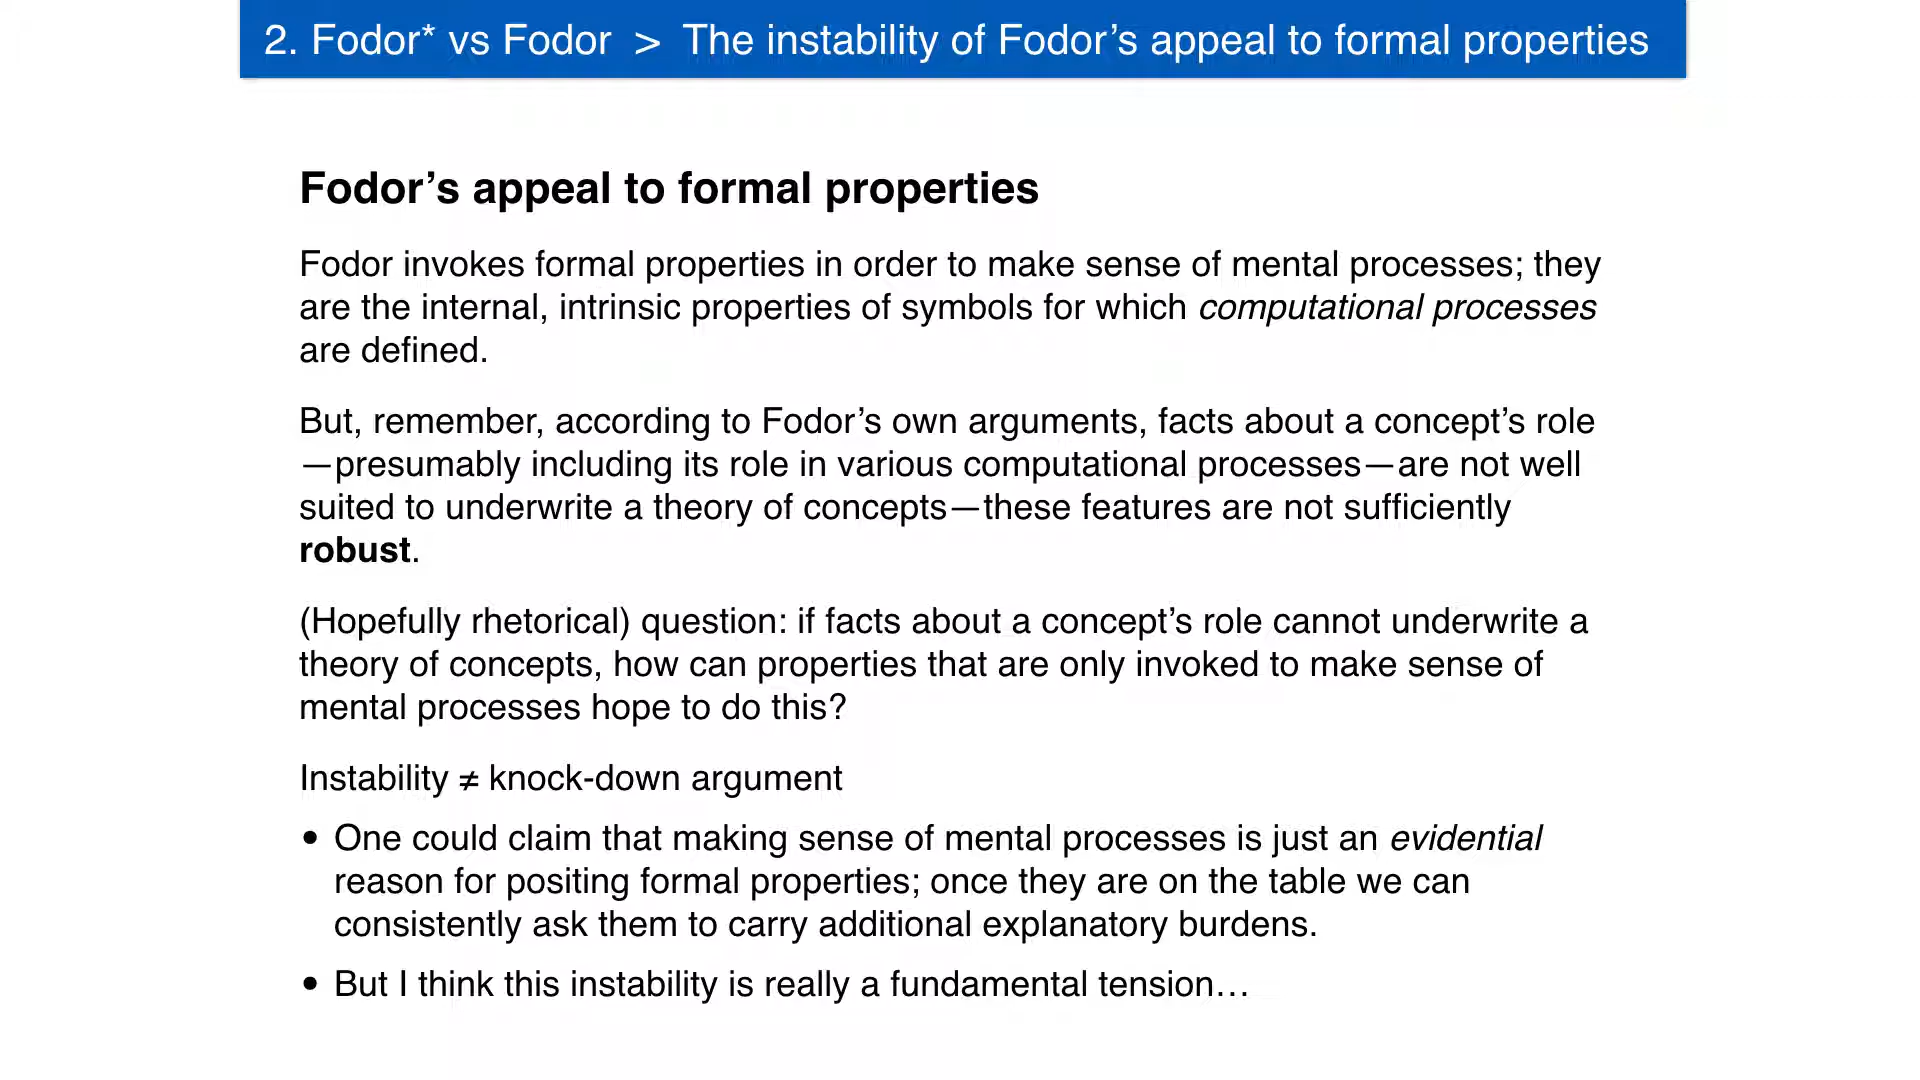 2. Fodor* vs Fodor > The instability of Fodor’s appeal to formal properties
Fodor’s appeal to formal properties
Fodor invokes formal properties in order to make sense of mental processes; they
are the internal, intrinsic properties of symbols for which computational processes
are defined.
But, remember, according to Fodor’s own arguments, facts about a concept’s role
—presumably including its role in various computational processes—are not well
suited to underwrite a theory of concepts—these features are not sufficiently
robust.
(Hopefully rhetorical) question: if facts about a concept’s role cannot underwrite a
theory of concepts, how can properties that are only invoked to make sense of
mental processes hope to do this?
Instability ≠ knock-down argument
• One could claim that making sense of mental processes is just an evidential
reason for positing formal properties; once they are on the table we can
consistently ask them to carry additional explanatory burdens.
• But I think this instability is really a fundamental tension…